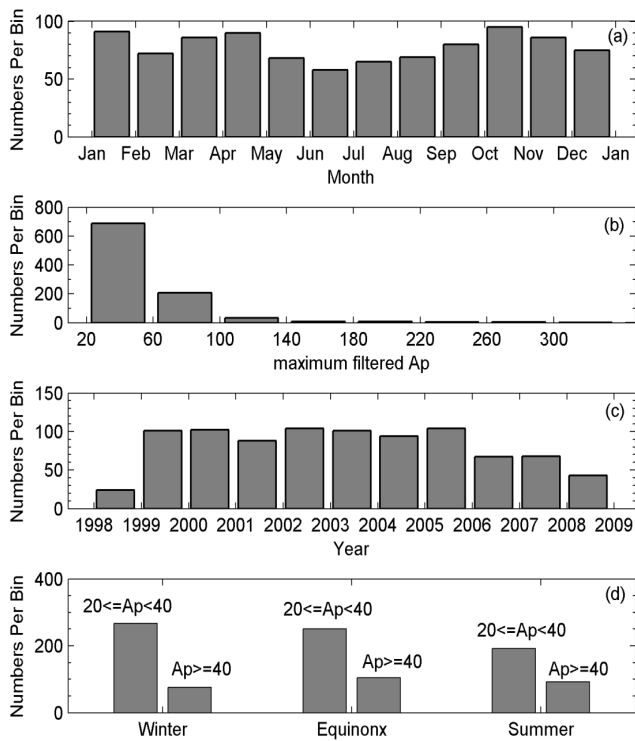 Numbers Per Bin
100
(a)
50
0
Jan Feb Mar Apr May Jun Jul Aug Sep Oct Nov Dec Jan
Month
Numbers Per Bin
800
(b)
600
400
200
0
20 60 100 140 180 220 260 300
maximum filtered Ap
Numbers Per Bin
150
(c)
100
50
0
1998 1999 2000 2001 2002 2003 2004 2005 2006 2007 2008 2009
Year
Numbers Per Bin
400
(d)
20<=Ap<40 20<=Ap<40
20<=Ap<40
200
Ap>=40 Ap>=40 Ap>=40
0
Winter Equinonx Summer